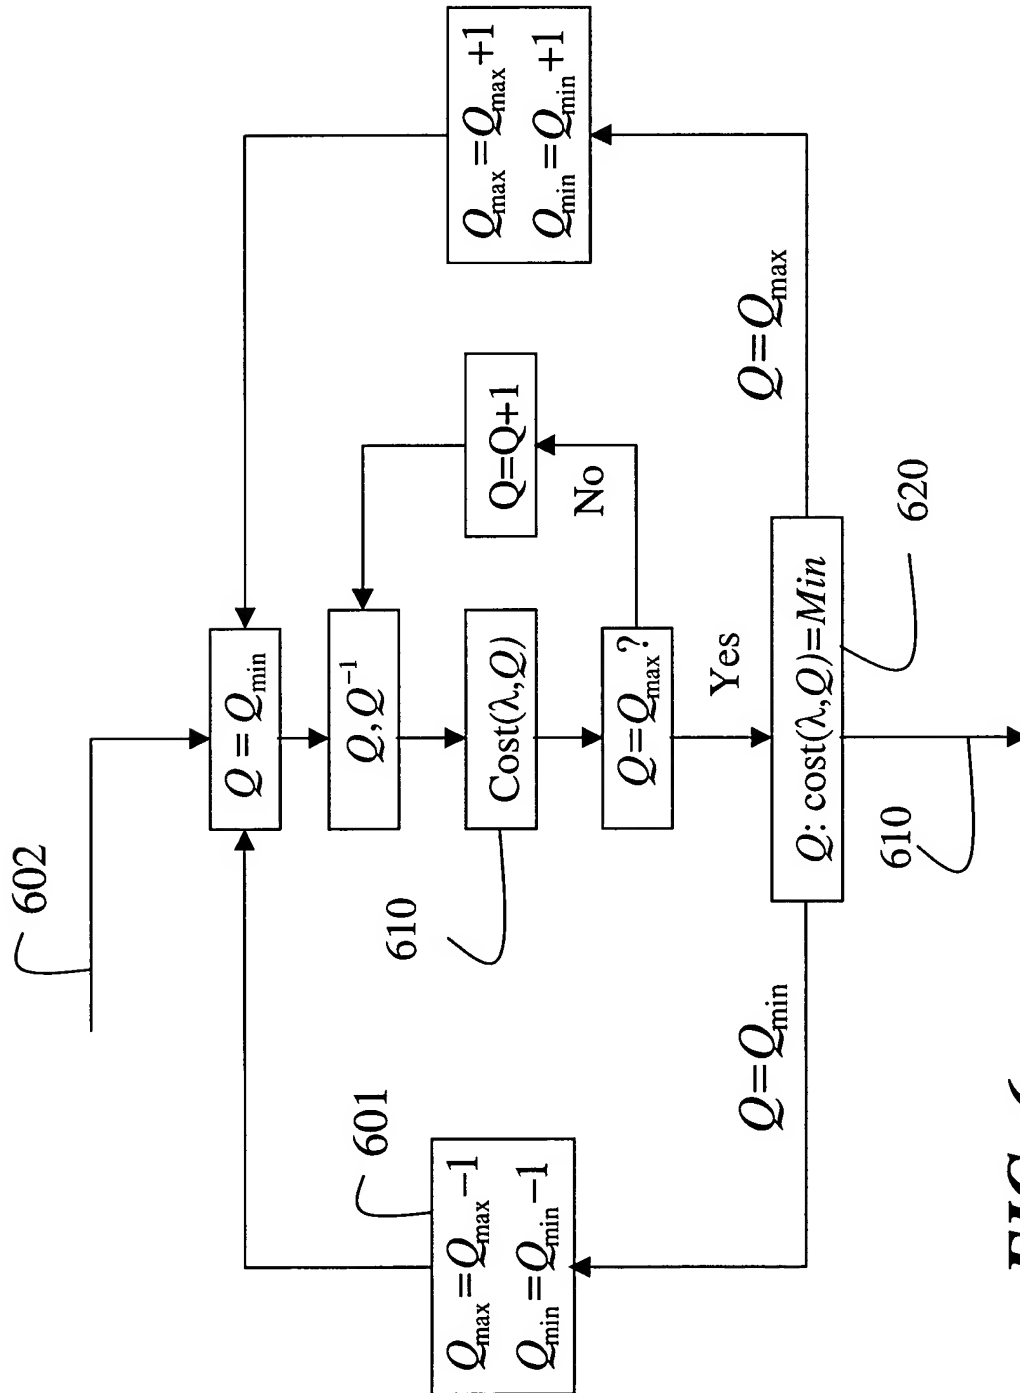 602
Q = Q_min
Q, Q⁻¹
601
610
Q_max=Q_max−1
Q_min=Q_min−1
Cost(λ,Q)
Q=Q+1
Q_max=Q_max+1
Q_min=Q_min+1
No
Q=Q_max?
Yes
Q=Q_min
Q=Q_max
Q: cost(λ,Q)=Min
610
620
FIG.